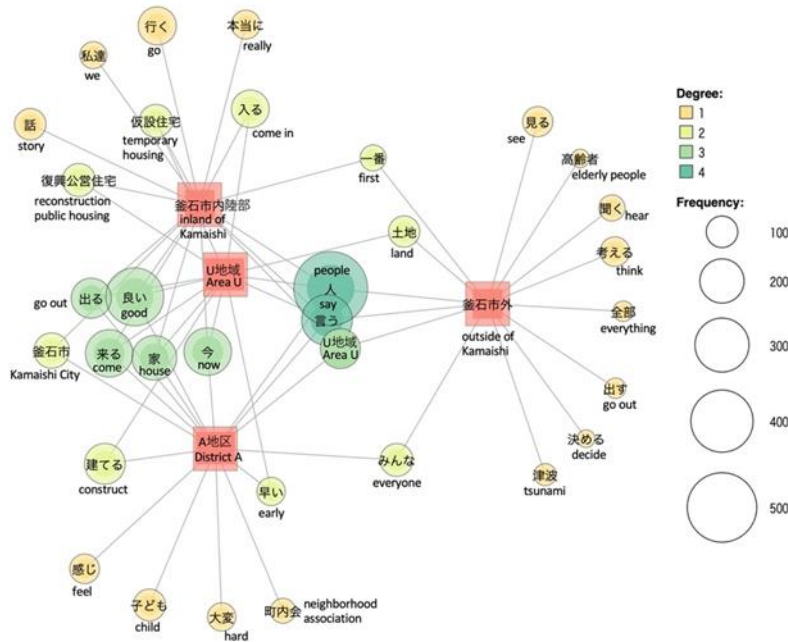 行く
go
本当に
really
私達
we
話
story
仮設住宅
temporary
housing
入る
come in
復興公営住宅
reconstruction
public housing
釜石市内陸部
inland of
Kamaishi
一番
first
土地
land
U地域
Area U
people
人
say
言う
U地域
Area U
go out
出る
良い
good
釜石市
Kamaishi City
来る
come
家
house
今
now
A地区
District A
建てる
construct
早い
early
みんな
everyone
感じ
feel
子ども
child
大変
hard
町内会
neighborhood
association
釜石市外
outside of
Kamaishi
見る
see
高齢者
elderly people
聞く
hear
考える
think
全部
everything
出す
go out
決める
decide
津波
tsunami
Degree:
1
2
3
4
Frequency:
100
200
300
400
500